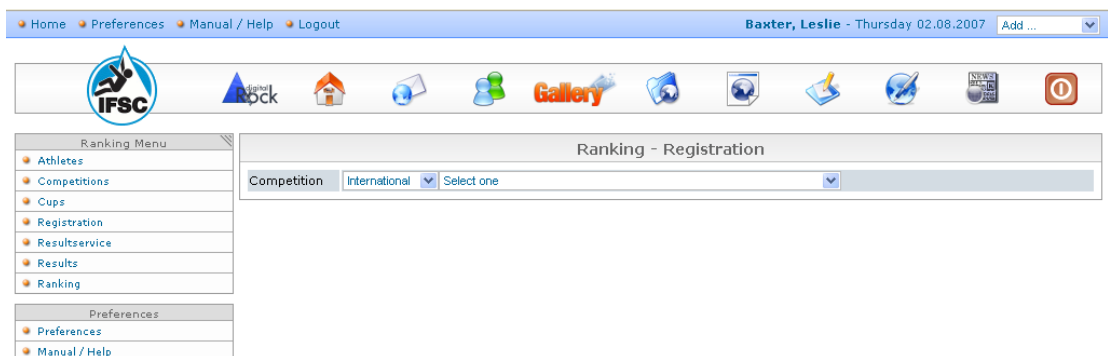 Home Preferences Manual / Help Logout Baxter, Leslie - Thursday 02.08.2007 Add ...
IFSC digital Rock Gallery NEWS
Ranking Menu
Athletes
Competitions
Cups
Registration
Resultservice
Results
Ranking
Preferences
Preferences
Manual / Help
Ranking - Registration
Competition International Select one